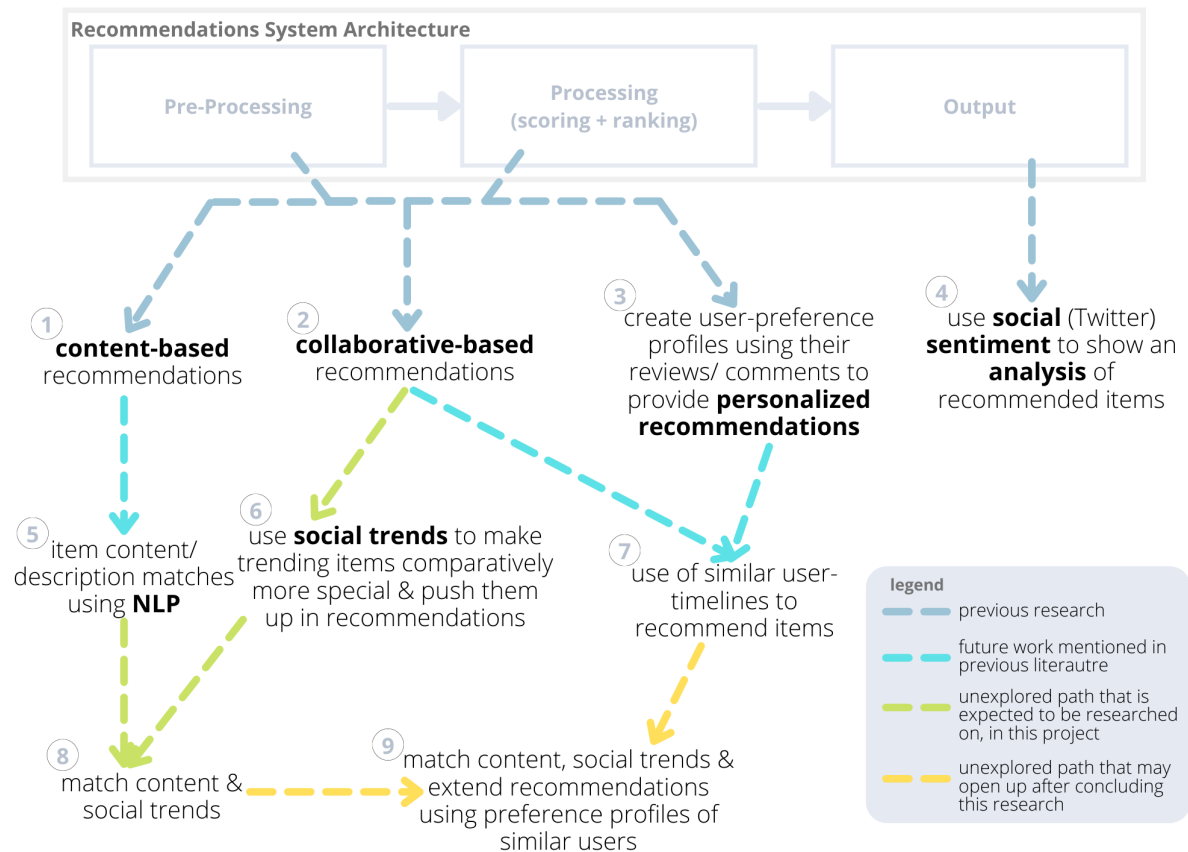 Recommendations System Architecture
Pre-Processing
Processing
(scoring + ranking)
Output
1
content-based
recommendations
2
collaborative-based
recommendations
3
create user-preference
profiles using their
reviews/ comments to
provide personalized
recommendations
4
use social (Twitter)
sentiment to show an
analysis of
recommended items
5
item content/
description matches
using NLP
6
use social trends to make
trending items comparatively
more special & push them
up in recommendations
7
use of similar user-
timelines to
recommend items
8
match content &
social trends
9
match content, social trends &
extend recommendations
using preference profiles of
similar users
legend
previous research
future work mentioned in
previous literautre
unexplored path that is
expected to be researched
on, in this project
unexplored path that may
open up after concluding
this research